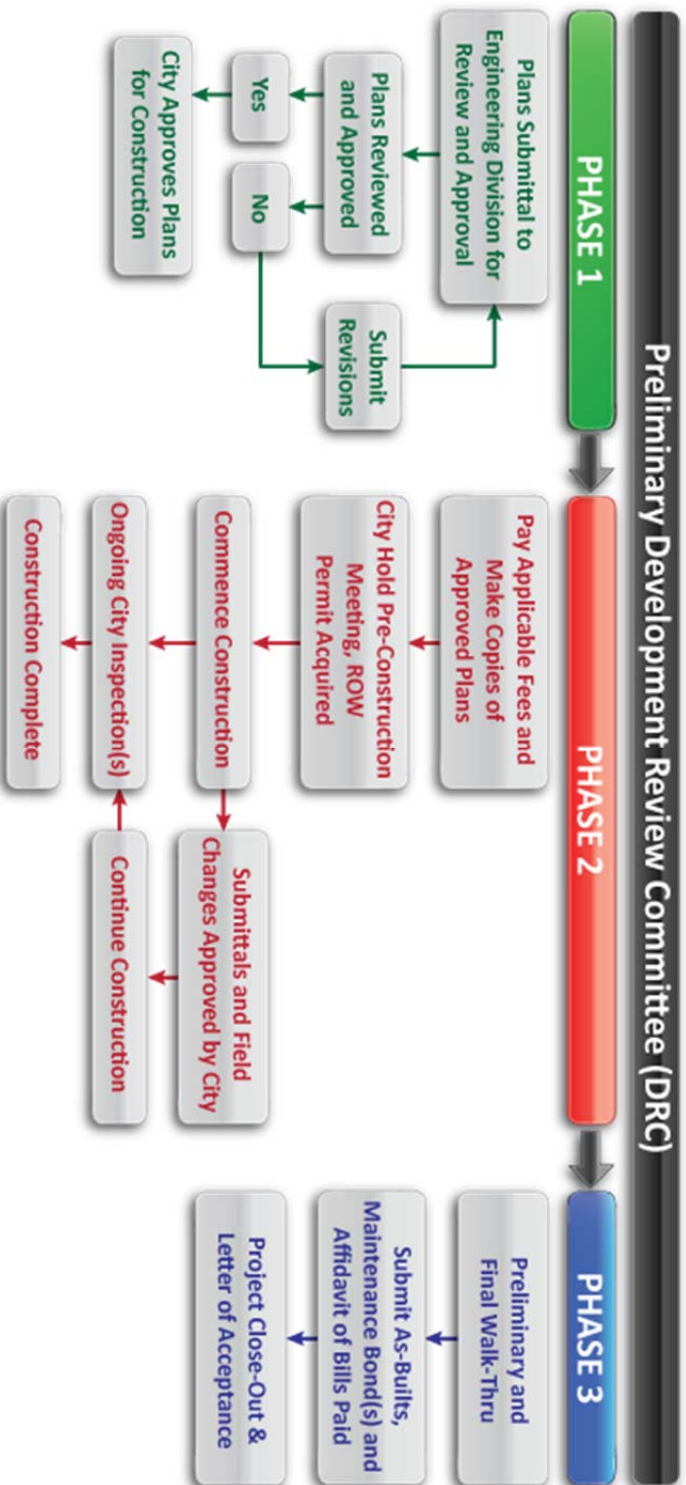 Preliminary Development Review Committee (DRC)
PHASE 1
Plans Submittal to
Engineering Division for
Review and Approval
Plans Reviewed
and Approved
Yes
No
Submit
Revisions
City Approves Plans
for Construction
PHASE 2
Pay Applicable Fees and
Make Copies of
Approved Plans
City Hold Pre-Construction
Meeting, ROW
Permit Acquired
Commence Construction
Submittals and Field
Changes Approved by City
Ongoing City Inspection(s)
Continue Construction
Construction Complete
PHASE 3
Preliminary and
Final Walk-Thru
Submit As-Builts,
Maintenance Bond(s) and
Affidavit of Bills Paid
Project Close-Out &
Letter of Acceptance